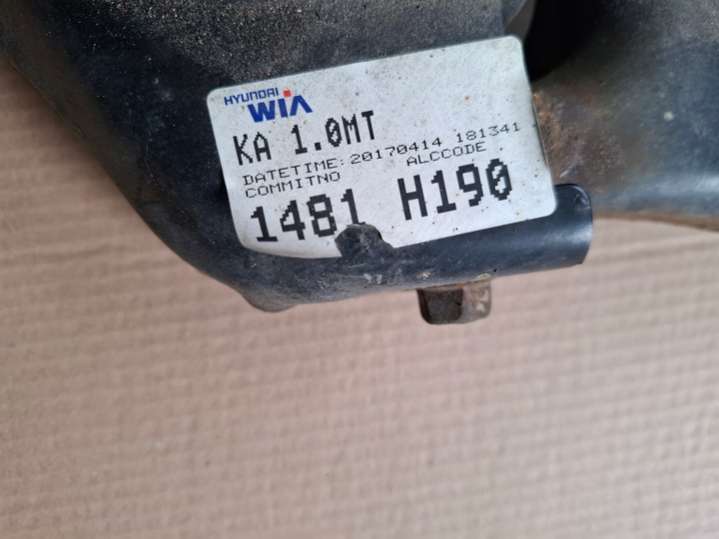 HYUNDAI
WIA
KA 1.0MT
DATETIME:20170414 181341
COMMITNO ALCCODE
1481 H190